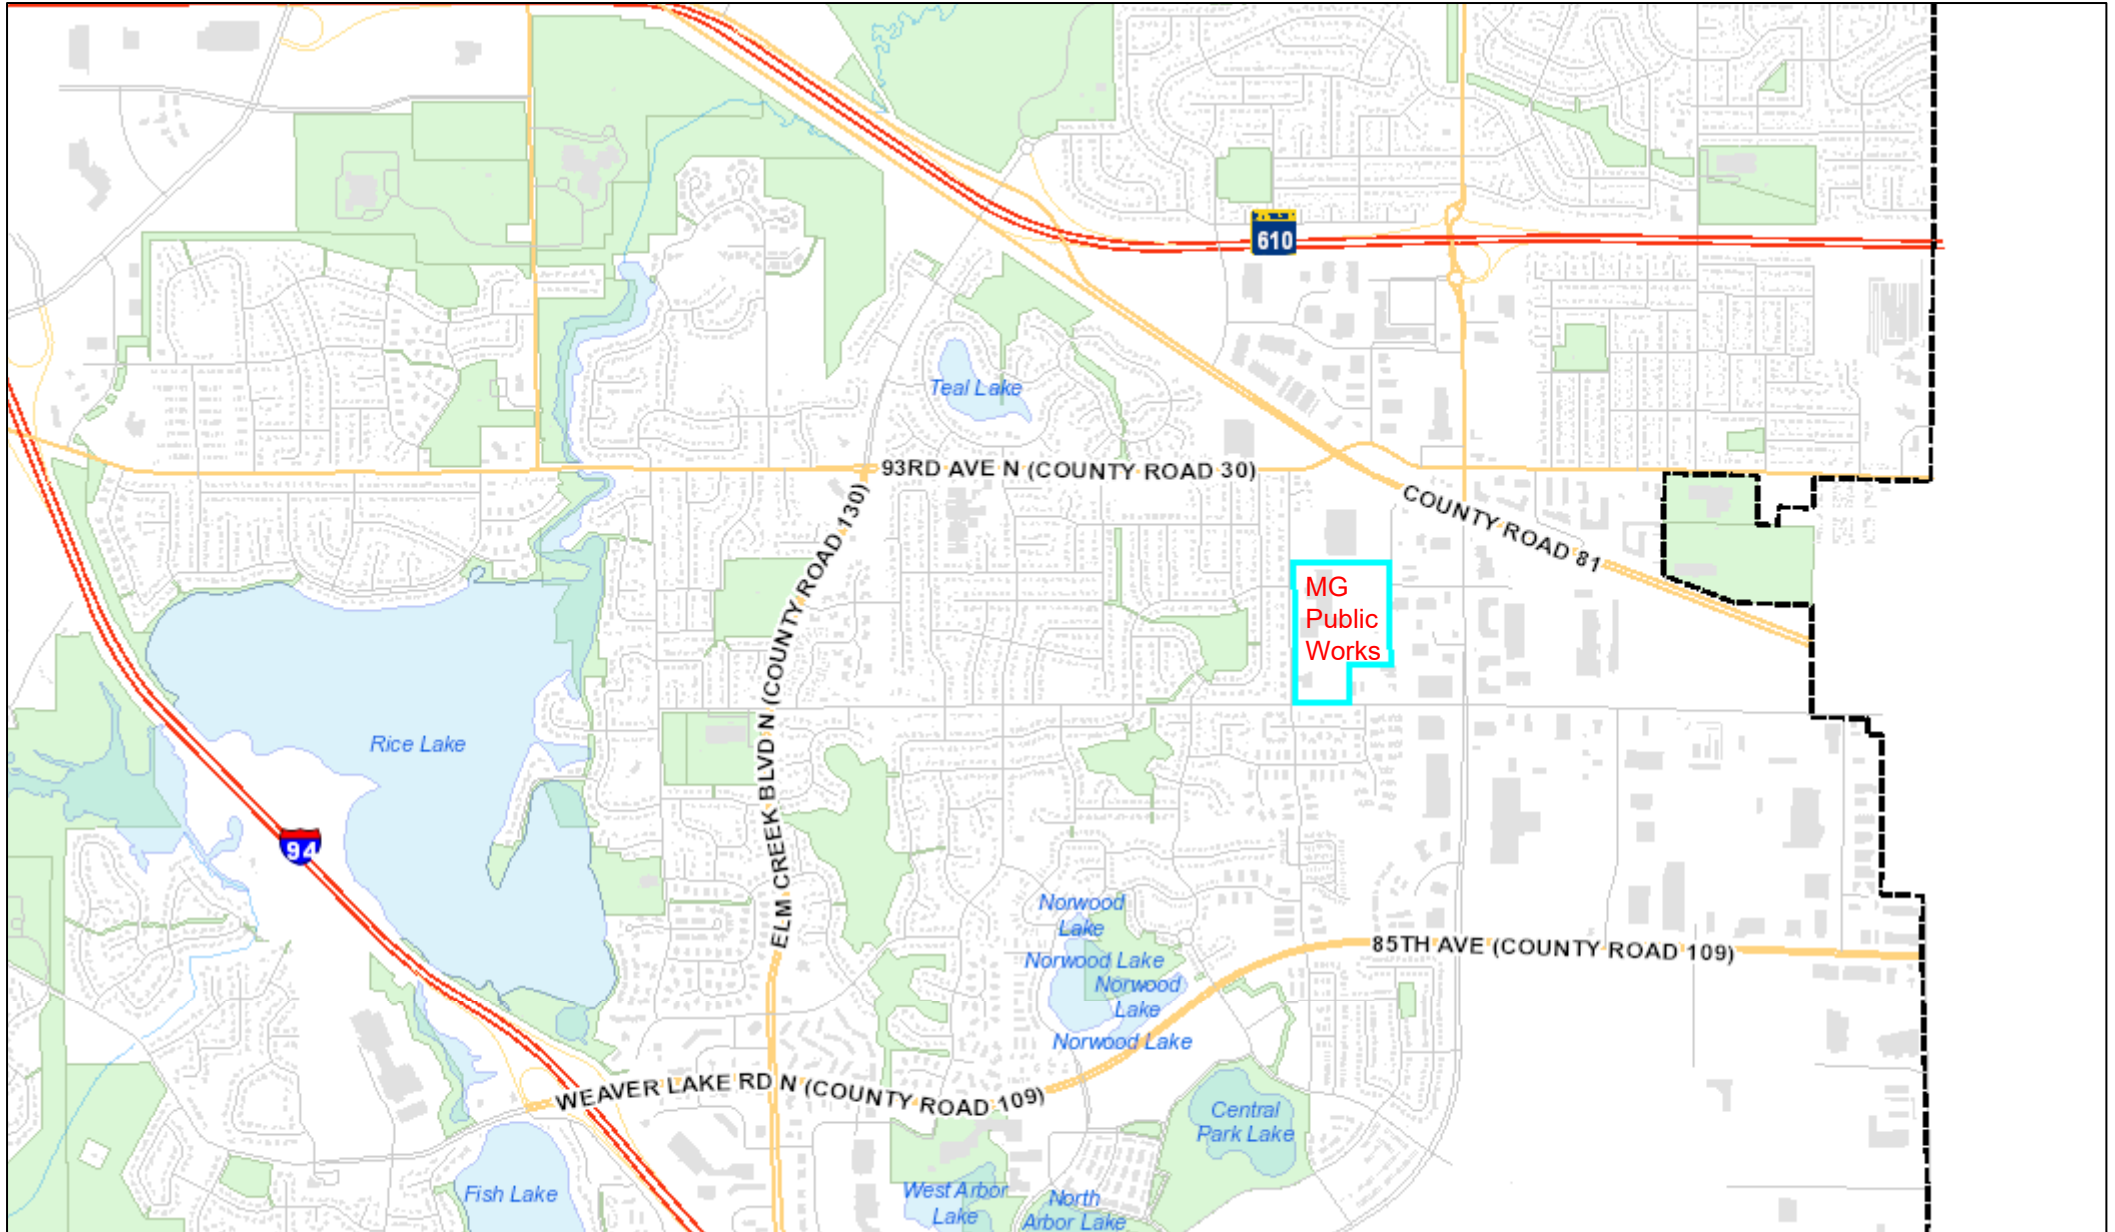 610
Teal Lake
93RD AVE N (COUNTY ROAD 30)
COUNTY ROAD 81
ELM CREEK BLVD N (COUNTY ROAD 130)
MG
Public
Works
Rice Lake
94
Norwood
Lake
Norwood Lake
Norwood
Lake
Norwood Lake
85TH AVE (COUNTY ROAD 109)
WEAVER LAKE RD N (COUNTY ROAD 109)
Central
Park Lake
Fish Lake
West Arbor
Lake
North
Arbor Lake